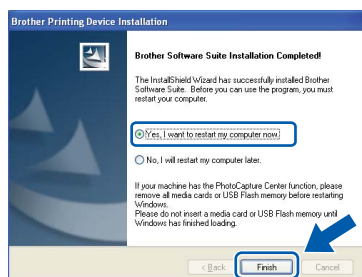 Brother Printing Device Installation
Brother Software Suite Installation Completed!
The InstallShield Wizard has successfully installed Brother
Software Suite. Before you can use the program, you must
restart your computer.
Yes, I want to restart my computer now.
No, I will restart my computer later.
If your machine has the PhotoCapture Center function, please
remove all media cards or USB Flash memory before restarting
Windows.
Please do not insert a media card or USB Flash memory until
Windows has finished loading.
< Back
Finish
Cancel